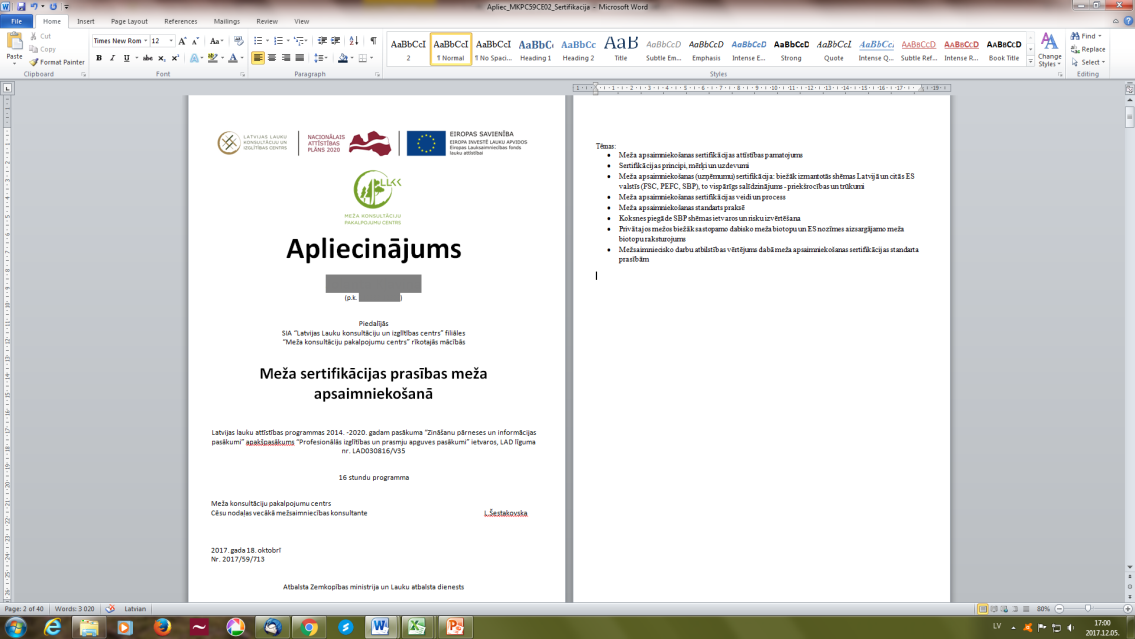 Apliec_MKPC59CE02_Sertifikacija - Microsoft Word
File Home Insert Page Layout References Mailings Review View
Paste
Cut
Copy
Format Painter
Clipboard
Times New Rom 12
Font
Paragraph
AaBbCcI AaBbCcI AaBbCcI AaBbCc AaBbCc AaB AaBbCcD AaBbCcD AaBbCcD AaBbCcD AaBbCcI AaBbCc AaBbCcD AaBbCcD AaBbCcD
2 ¶ Normal ¶ No Spaci... Heading 1 Heading 2 Title Subtle Em... Emphasis Intense E... Strong Quote Intense Q... Subtle Ref... Intense R... Book Title
Styles
Change Styles
Find
Replace
Select
Editing
LATVIJAS LAUKU
KONSULTĀCIJU UN
IZGLĪTĪBAS CENTRS
NACIONĀLAIS
ATTĪSTĪBAS
PLĀNS 2020
EIROPAS SAVIENĪBA
EIROPA INVESTĒ LAUKU APVIDOS
Eiropas Lauksaimniecības fonds
lauku attīstībai
LLKK
MEŽA KONSULTĀCIJU
PAKALPOJUMU CENTRS
Apliecinājums
(p.k. )
Piedalījās
SIA “Latvijas Lauku konsultāciju un izglītības centrs” filiāles
“Meža konsultāciju pakalpojumu centrs” rīkotajās mācībās
Meža sertifikācijas prasības meža
apsaimniekošanā
Latvijas lauku attīstības programmas 2014. -2020. gadam pasākuma “Zināšanu pārneses un informācijas
pasākumi” apakšpasākums “Profesionālās izglītības un prasmju apguves pasākumi” ietvaros, LAD līguma
nr. LAD030816/V35
16 stundu programma
Meža konsultāciju pakalpojumu centrs
Cēsu nodaļas vecākā mežsaimniecības konsultante L.Šestakovska
2017. gada 18. oktobrī
Nr. 2017/59/713
Atbalsta Zemkopības ministrija un Lauku atbalsta dienests
Tēmas:
• Meža apsaimniekošanas sertifikācijas attīstības pamatojums
• Sertifikācijas principi, mērķi un uzdevumi
• Meža apsaimniekošanas (uzņēmumu) sertifikācija: biežāk izmantotās shēmas Latvijā un citās ES
valstīs (FSC, PEFC, SBP), to vispārīgs salīdzinājums - priekšrocības un trūkumi
• Meža apsaimniekošanas sertifikācijas veidi un process
• Meža apsaimniekošanas standarts praksē
• Koksnes piegāde SBP shēmas ietvaros un risku izvērtēšana
• Privātajos mežos biežāk sastopamo dabisko meža biotopu un ES nozīmes aizsargājamo meža
biotopu raksturojums
• Mežsaimniecisko darbu atbilstības vērtējums dabā meža apsaimniekošanas sertifikācijas standarta
prasībām
Page: 2 of 40 Words: 3 020 Latvian 80%
LV 17:00
2017.12.05.